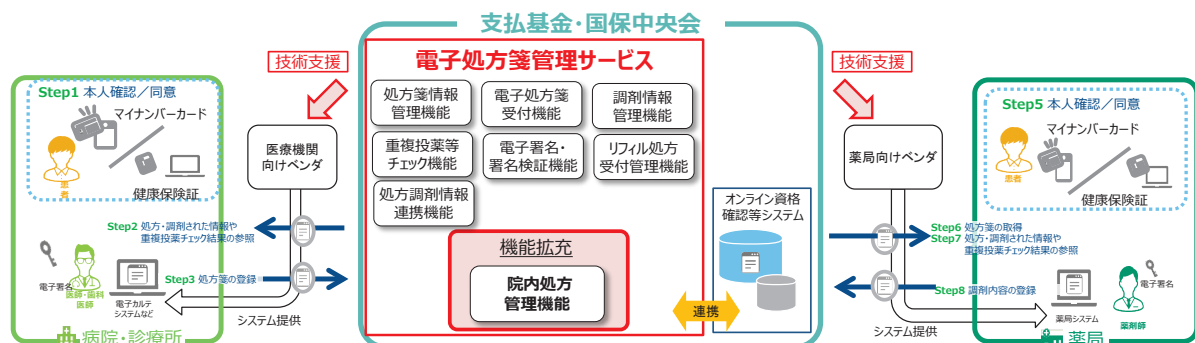 支払基金・国保中央会
電子処方箋管理サービス
処方箋情報
管理機能
電子処方箋
受付機能
調剤情報
管理機能
重複投薬等
チェック機能
電子署名・
署名検証機能
リフィル処方
受付管理機能
処方調剤情報
連携機能
機能拡充
院内処方
管理機能
オンライン資格
確認等システム
連携
技術支援
医療機関
向けベンダ
システム提供
Step1 本人確認／同意
マイナンバーカード
患者
健康保険証
Step2 処方・調剤された情報や
重複投薬チェック結果の参照
Step3 処方箋の登録
電子署名
医師・歯科
医師
電子カルテ
システムなど
病院・診療所
技術支援
薬局向けベンダ
システム提供
Step5 本人確認／同意
マイナンバーカード
患者
健康保険証
Step6 処方箋の取得
Step7 処方・調剤された情報や
重複投薬チェック結果の参照
Step8 調剤内容の登録
電子署名
薬局システム
薬剤師
薬局